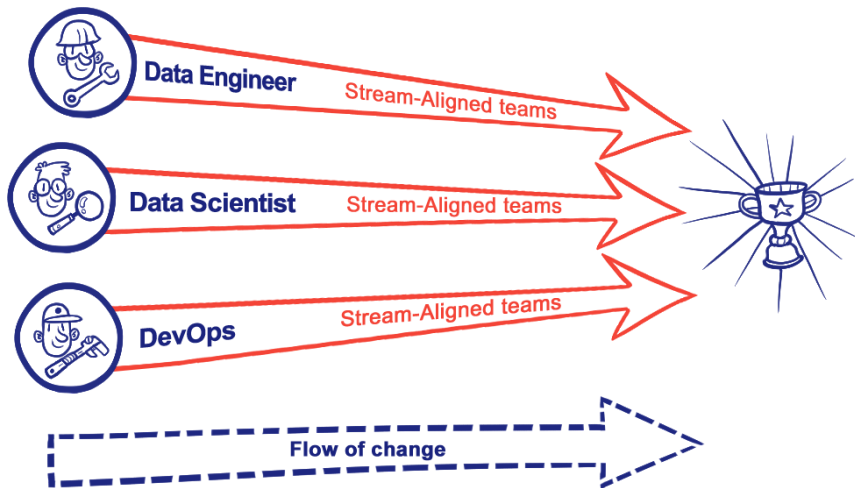 Data Engineer
Stream-Aligned teams
Data Scientist
Stream-Aligned teams
DevOps
Stream-Aligned teams
Flow of change